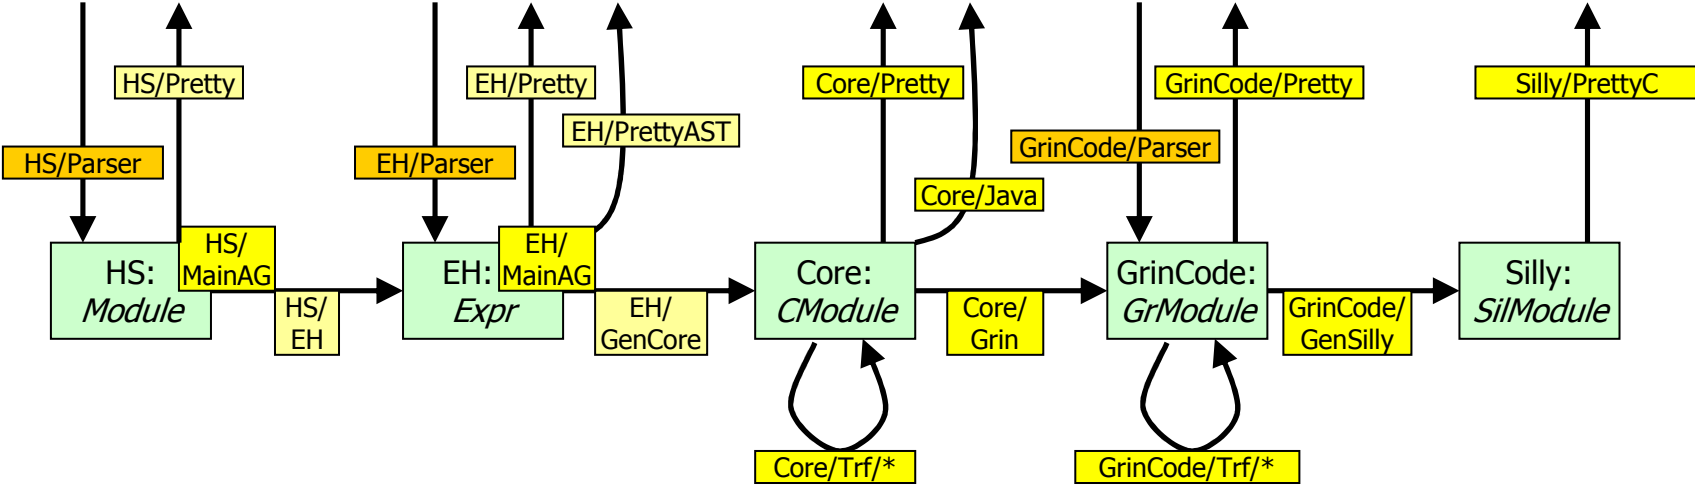 HS/Pretty
EH/Pretty
Core/Pretty
GrinCode/Pretty
Silly/PrettyC
EH/PrettyAST
HS/Parser
EH/Parser
GrinCode/Parser
Core/Java
HS:
Module
HS/
MainAG
HS/
EH
EH:
Expr
EH/
MainAG
EH/
GenCore
Core:
CModule
Core/
Grin
GrinCode:
GrModule
GrinCode/
GenSilly
Silly:
SilModule
Core/Trf/*
GrinCode/Trf/*